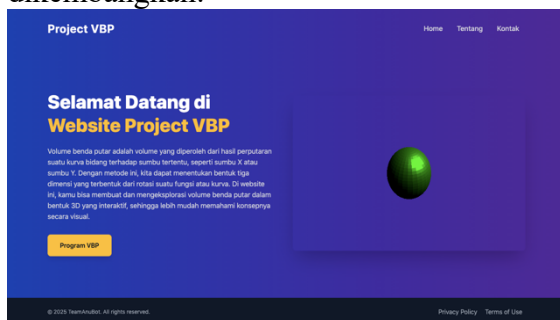 dikembangkan.
Project VBP
Home Tentang Kontak
Selamat Datang di
Website Project VBP
Volume benda putar adalah volume yang diperoleh dari hasil perputaran
suatu kurva bidang terhadap sumbu tertentu, seperti sumbu X atau
sumbu Y. Dengan metode ini, kita dapat menentukan bentuk tiga
dimensi yang terbentuk dari rotasi suatu fungsi atau kurva. Di website
ini, kamu bisa membuat dan mengeksplorasi volume benda putar dalam
bentuk 3D yang interaktif, sehingga lebih mudah memahami konsepnya
secara visual.
Program VBP
© 2025 TeamAnuBot. All rights reserved.
Privacy Policy Terms of Use